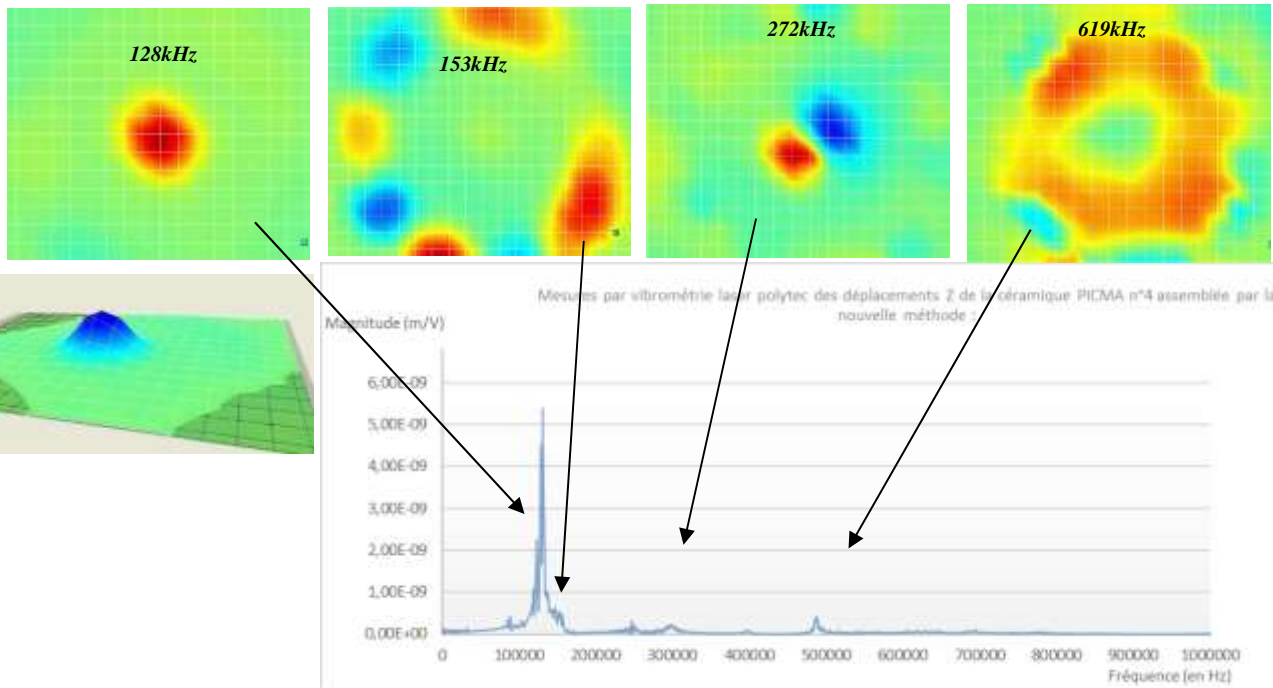 128kHz
153kHz
272kHz
619kHz
Mesures par vibrométrie laser polytec des déplacements Z de la céramique PICMA n°4 assemblée par la
nouvelle méthode :
Magnitude (m/V)
6,00E-09
5,00E-09
4,00E-09
3,00E-09
2,00E-09
1,00E-09
0,00E+00
0 100000 200000 300000 400000 500000 600000 700000 800000 900000 1000000
Fréquence (en Hz)